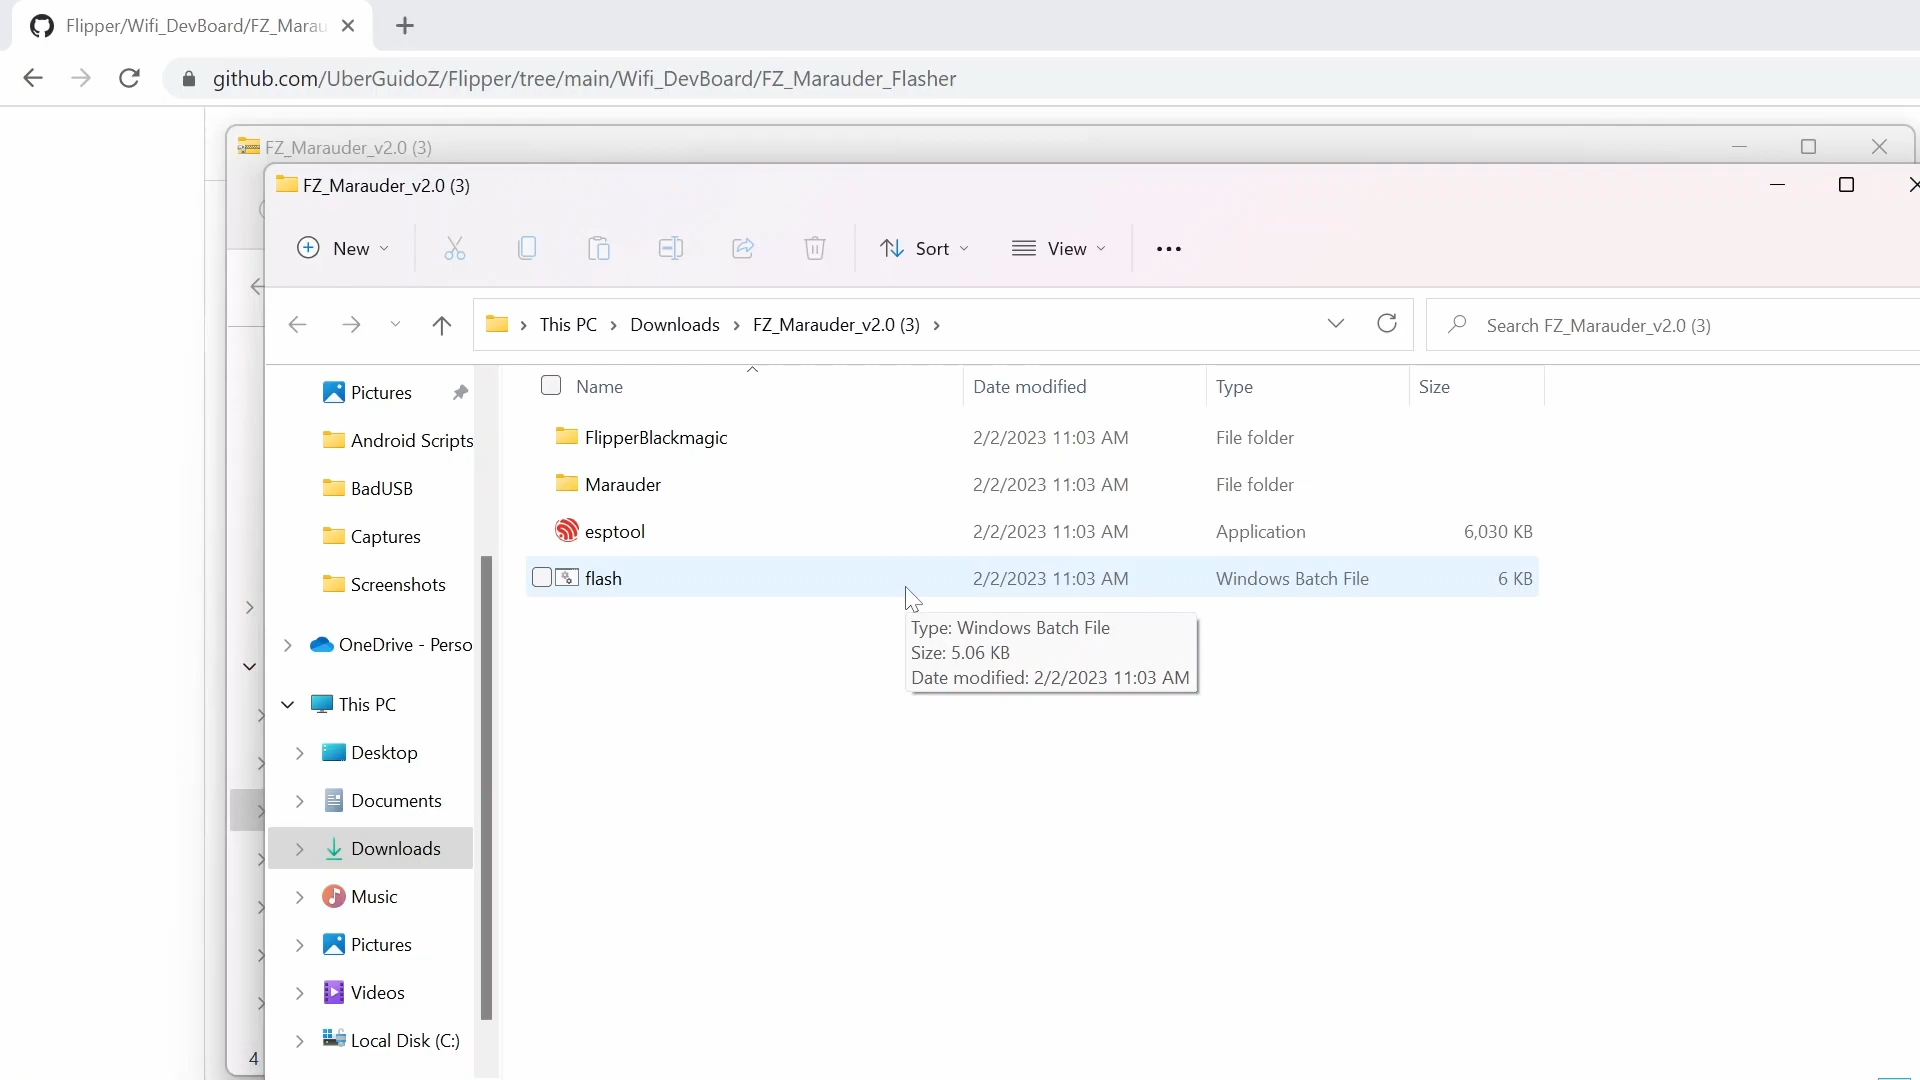 Flipper/Wifi_DevBoard/FZ_Marau
github.com/UberGuidoZ/Flipper/tree/main/Wifi_DevBoard/FZ_Marauder_Flasher
FZ_Marauder_v2.0 (3)
FZ_Marauder_v2.0 (3)
New
Sort
View
This PC
Downloads
FZ_Marauder_v2.0 (3)
Search FZ_Marauder_v2.0 (3)
Name
Date modified
Type
Size
FlipperBlackmagic 2/2/2023 11:03 AM File folder
Marauder 2/2/2023 11:03 AM File folder
esptool 2/2/2023 11:03 AM Application 6,030 KB
flash 2/2/2023 11:03 AM Windows Batch File 6 KB
Type: Windows Batch File
Size: 5.06 KB
Date modified: 2/2/2023 11:03 AM
Pictures
Android Scripts
BadUSB
Captures
Screenshots
OneDrive - Perso
This PC
Desktop
Documents
Downloads
Music
Pictures
Videos
Local Disk (C:)
4